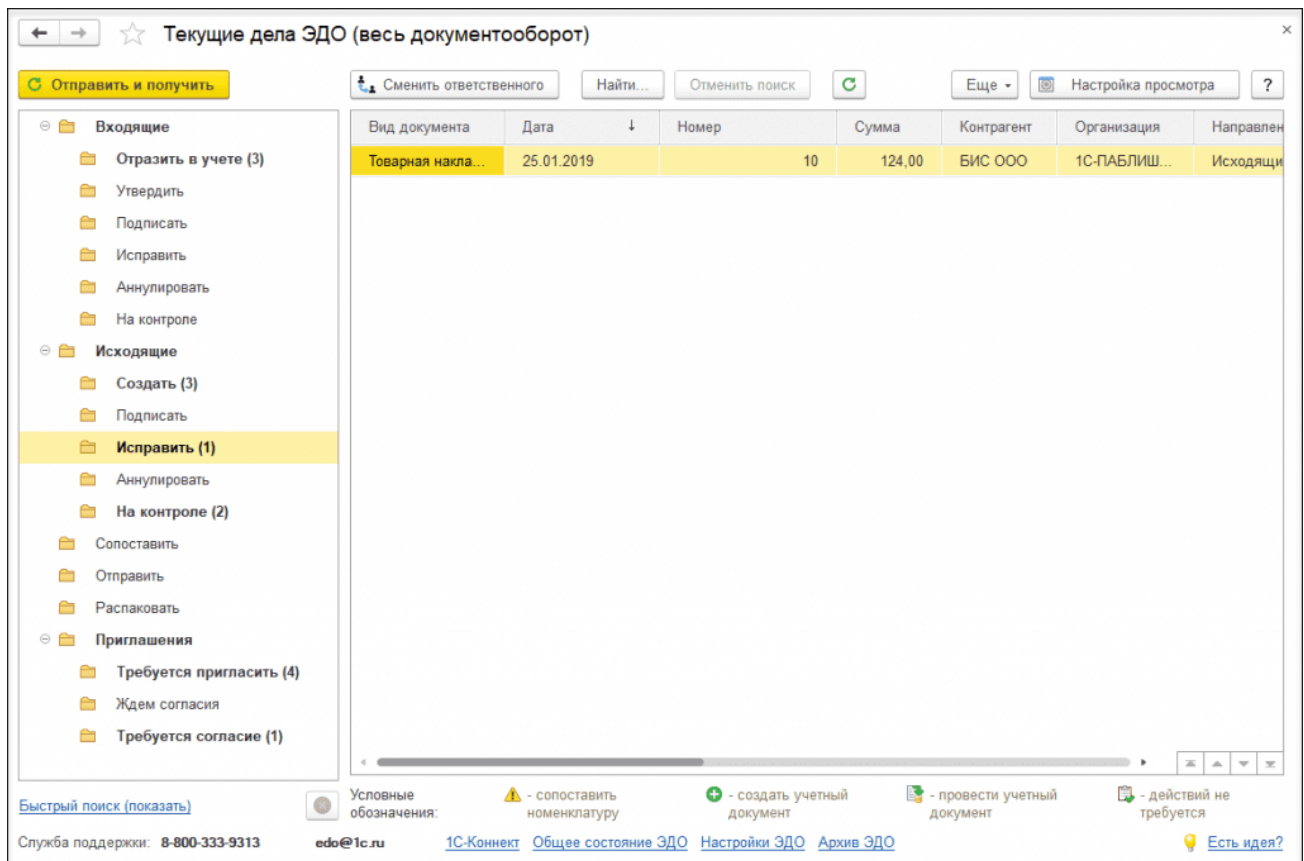 Текущие дела ЭДО (весь документооборот)
Отправить и получить
Сменить ответственного
Найти...
Отменить поиск
Еще
Настройка просмотра
?
Входящие
Отразить в учете (3)
Утвердить
Подписать
Исправить
Аннулировать
На контроле
Исходящие
Создать (3)
Подписать
Исправить (1)
Аннулировать
На контроле (2)
Сопоставить
Отправить
Распаковать
Приглашения
Требуется пригласить (4)
Ждем согласия
Требуется согласие (1)
Вид документа Дата ↓ Номер Сумма Контрагент Организация Направлен
Товарная накла... 25.01.2019 10 124,00 БИС ООО 1С-ПАБЛИШ... Исходящи
Быстрый поиск (показать)
Условные
обозначения:
- сопоставить
номенклатуру
- создать учетный
документ
- провести учетный
документ
- действий не
требуется
Служба поддержки: 8-800-333-9313 edo@1c.ru 1С-Коннект Общее состояние ЭДО Настройки ЭДО Архив ЭДО Есть идея?